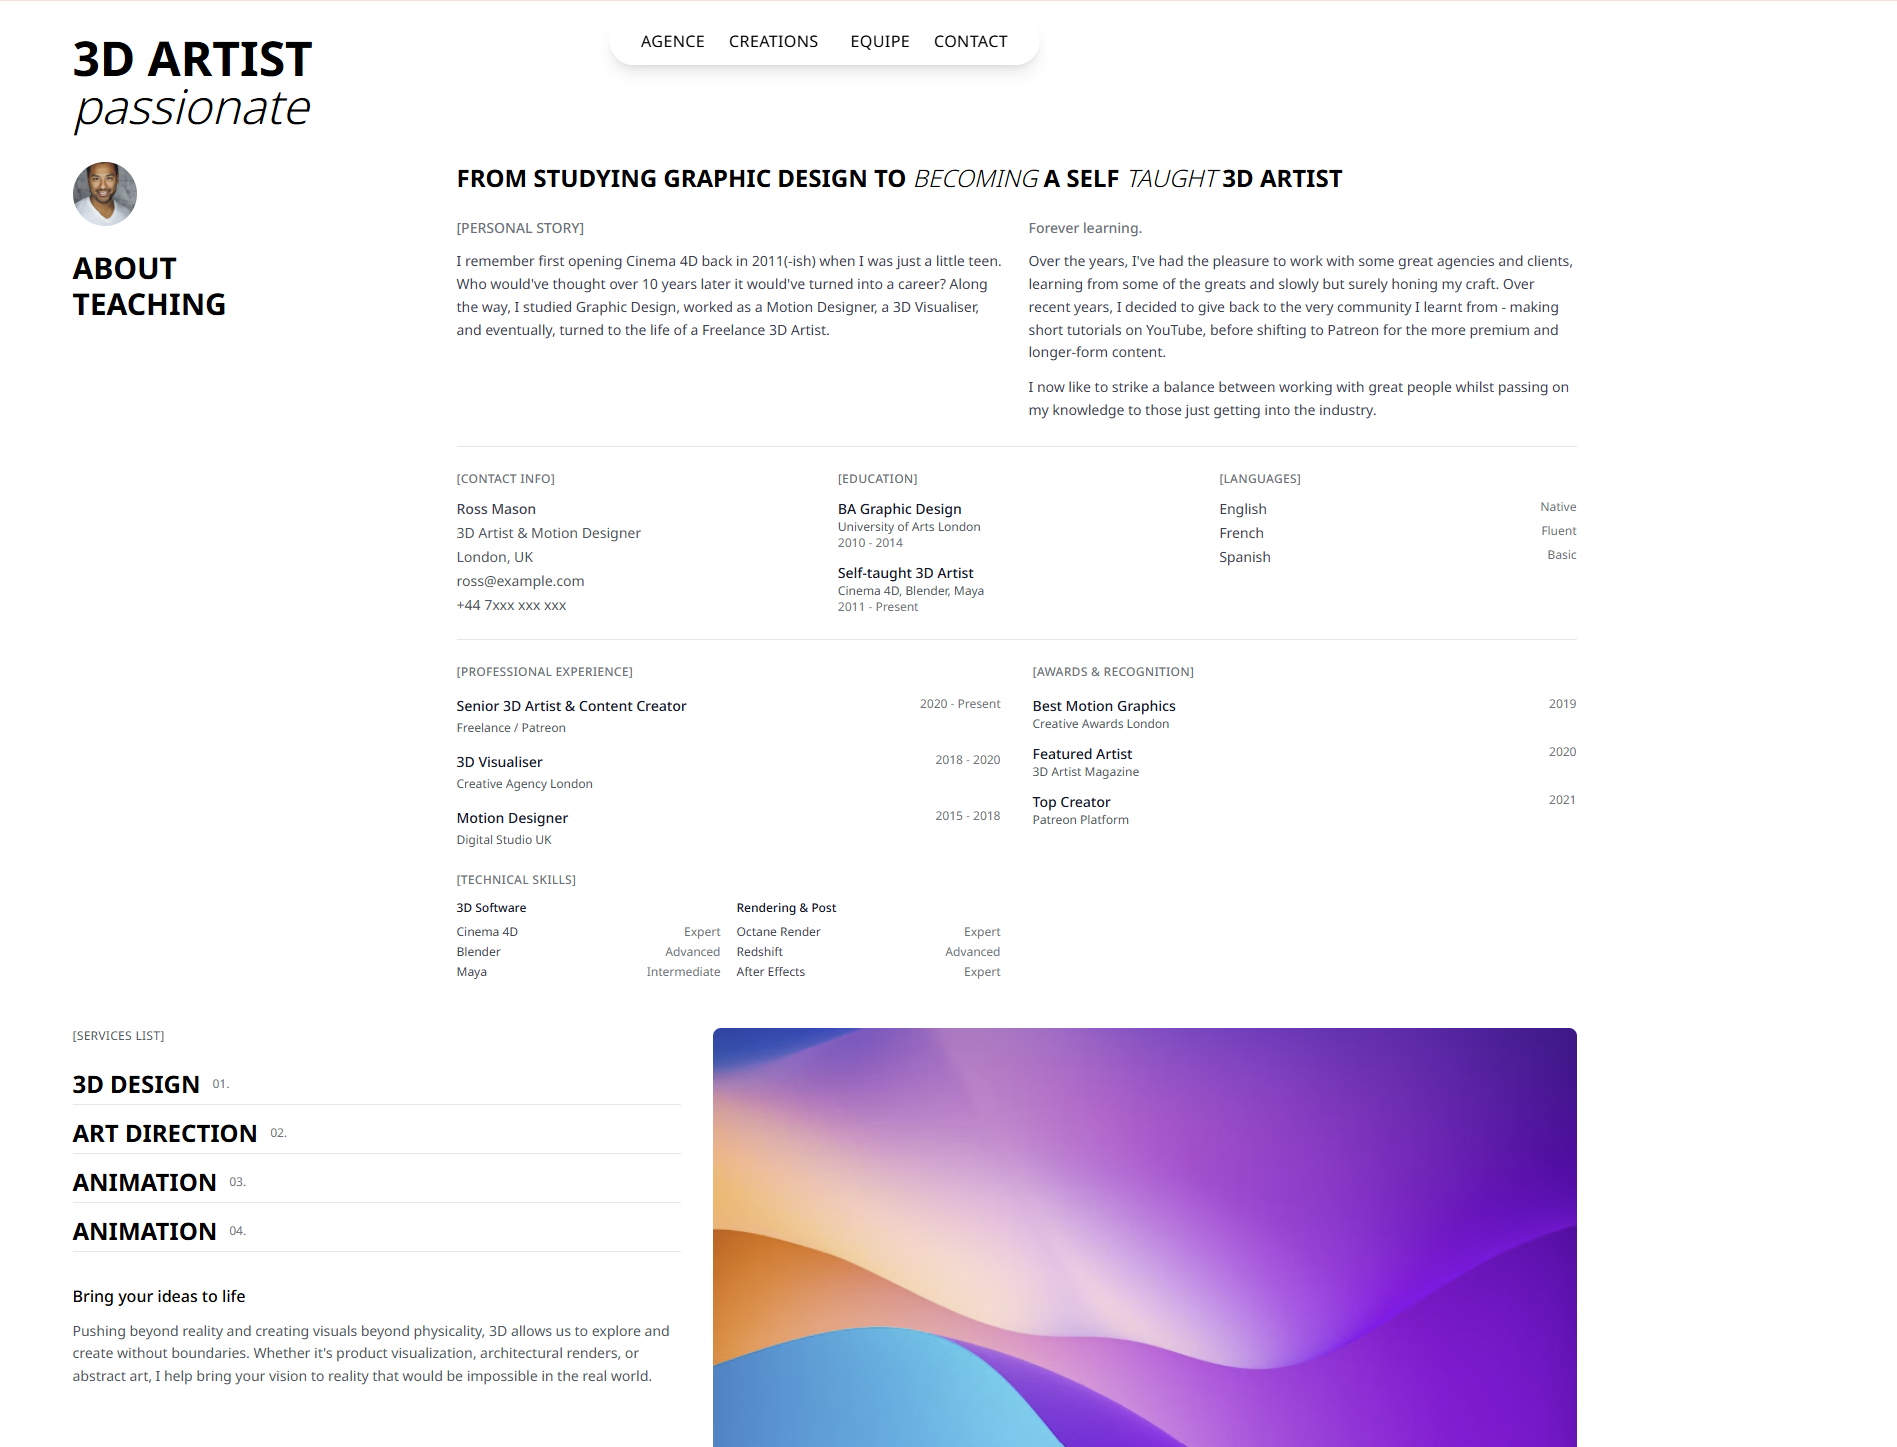 AGENCE CREATIONS EQUIPE CONTACT
3D ARTIST
passionate
ABOUT
TEACHING
FROM STUDYING GRAPHIC DESIGN TO BECOMING A SELF TAUGHT 3D ARTIST
[PERSONAL STORY]
I remember first opening Cinema 4D back in 2011(-ish) when I was just a little teen.
Who would've thought over 10 years later it would've turned into a career? Along
the way, I studied Graphic Design, worked as a Motion Designer, a 3D Visualiser,
and eventually, turned to the life of a Freelance 3D Artist.
Forever learning.
Over the years, I've had the pleasure to work with some great agencies and clients,
learning from some of the greats and slowly but surely honing my craft. Over
recent years, I decided to give back to the very community I learnt from - making
short tutorials on YouTube, before shifting to Patreon for the more premium and
longer-form content.
I now like to strike a balance between working with great people whilst passing on
my knowledge to those just getting into the industry.
[CONTACT INFO]
Ross Mason
3D Artist & Motion Designer
London, UK
ross@example.com
+44 7xxx xxx xxx
[EDUCATION]
BA Graphic Design
University of Arts London
2010 - 2014
Self-taught 3D Artist
Cinema 4D, Blender, Maya
2011 - Present
[LANGUAGES]
English Native
French Fluent
Spanish Basic
[PROFESSIONAL EXPERIENCE]
Senior 3D Artist & Content Creator 2020 - Present
Freelance / Patreon
3D Visualiser 2018 - 2020
Creative Agency London
Motion Designer 2015 - 2018
Digital Studio UK
[AWARDS & RECOGNITION]
Best Motion Graphics 2019
Creative Awards London
Featured Artist 2020
3D Artist Magazine
Top Creator 2021
Patreon Platform
[TECHNICAL SKILLS]
3D Software
Cinema 4D Expert
Blender Advanced
Maya Intermediate
Rendering & Post
Octane Render Expert
Redshift Advanced
After Effects Expert
[SERVICES LIST]
3D DESIGN 01.
ART DIRECTION 02.
ANIMATION 03.
ANIMATION 04.
Bring your ideas to life
Pushing beyond reality and creating visuals beyond physicality, 3D allows us to explore and
create without boundaries. Whether it's product visualization, architectural renders, or
abstract art, I help bring your vision to reality that would be impossible in the real world.